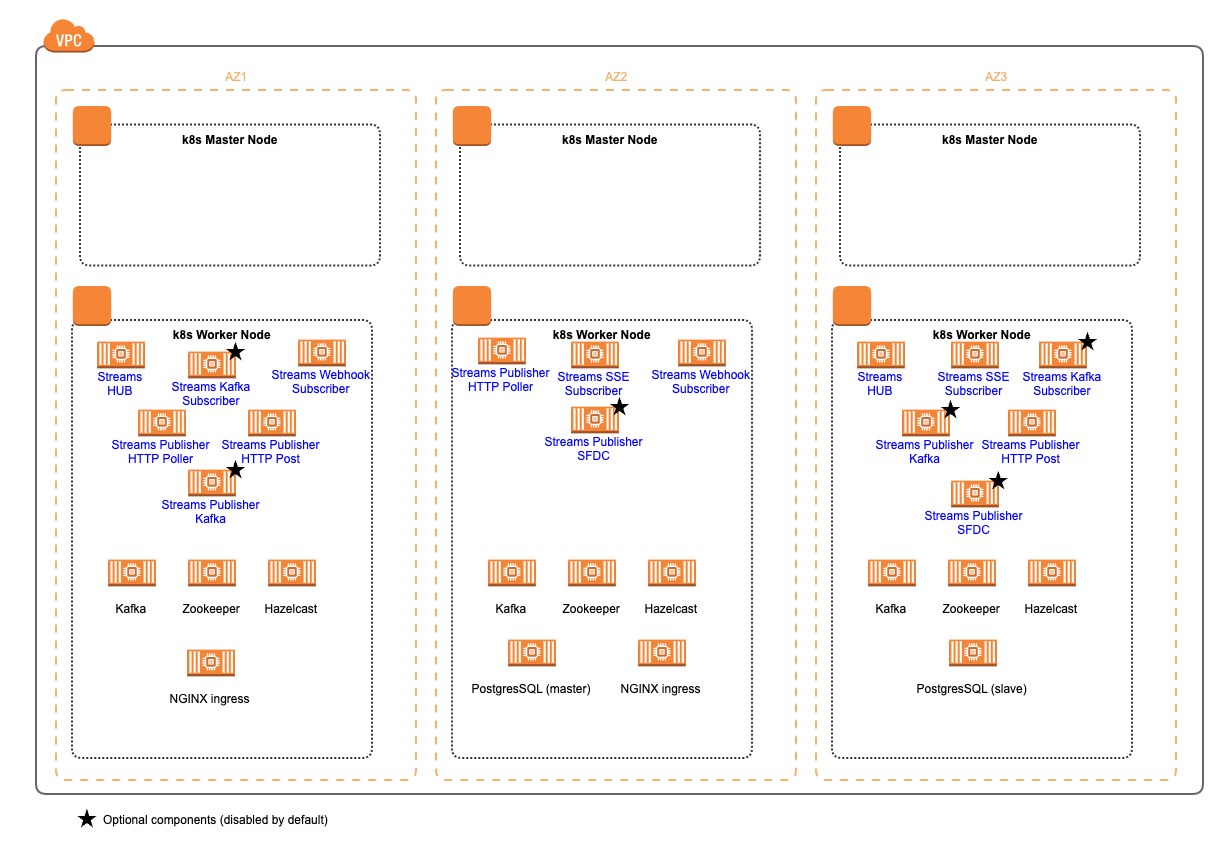 VPC
AZ1
AZ2
AZ3
k8s Master Node
k8s Master Node
k8s Master Node
k8s Worker Node
Streams
HUB
Streams Kafka
Subscriber
Streams Webhook
Subscriber
Streams Publisher
HTTP Poller
Streams Publisher
HTTP Post
Streams Publisher
Kafka
Kafka
Zookeeper
Hazelcast
NGINX ingress
k8s Worker Node
Streams Publisher
HTTP Poller
Streams SSE
Subscriber
Streams Webhook
Subscriber
Streams Publisher
SFDC
Kafka
Zookeeper
Hazelcast
PostgresSQL (master)
NGINX ingress
k8s Worker Node
Streams
HUB
Streams SSE
Subscriber
Streams Kafka
Subscriber
Streams Publisher
Kafka
Streams Publisher
HTTP Post
Streams Publisher
SFDC
Kafka
Zookeeper
Hazelcast
PostgresSQL (slave)
Optional components (disabled by default)